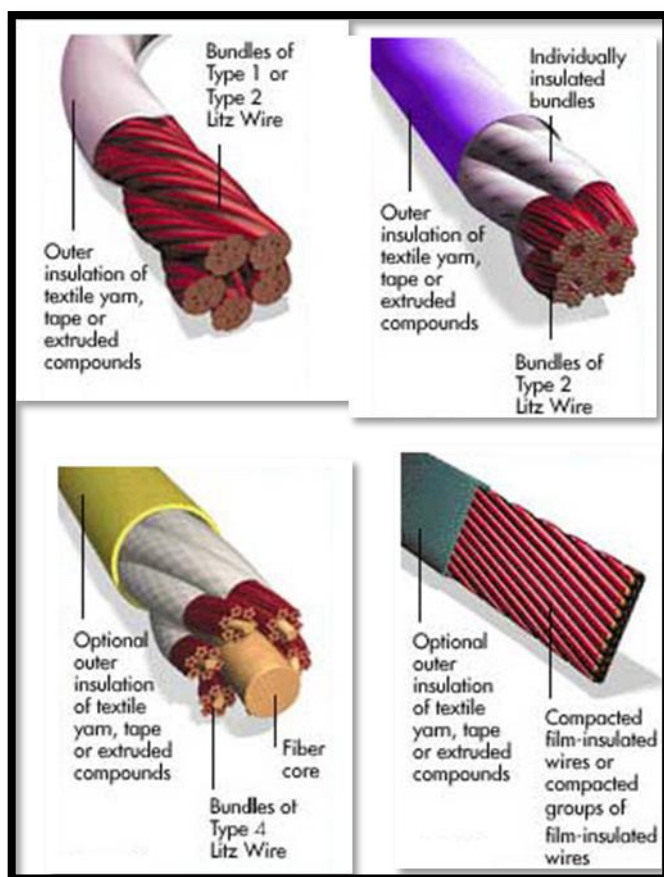 Bundles of
Type 1 or
Type 2
Litz Wire
Outer
insulation of
textile yarn,
tape or
extruded
compounds
Individually
insulated
bundles
Outer
insulation of
textile yarn,
tape or
extruded
compounds
Bundles of
Type 2
Litz Wire
Optional
outer
insulation
of textile
yarn, tape
or extruded
compounds
Fiber
core
Bundles of
Type 4
Litz Wire
Optional
outer
insulation
of textile
yarn, tape
or extruded
compounds
Compacted
film-insulated
wires or
compacted
groups of
film-insulated
wires